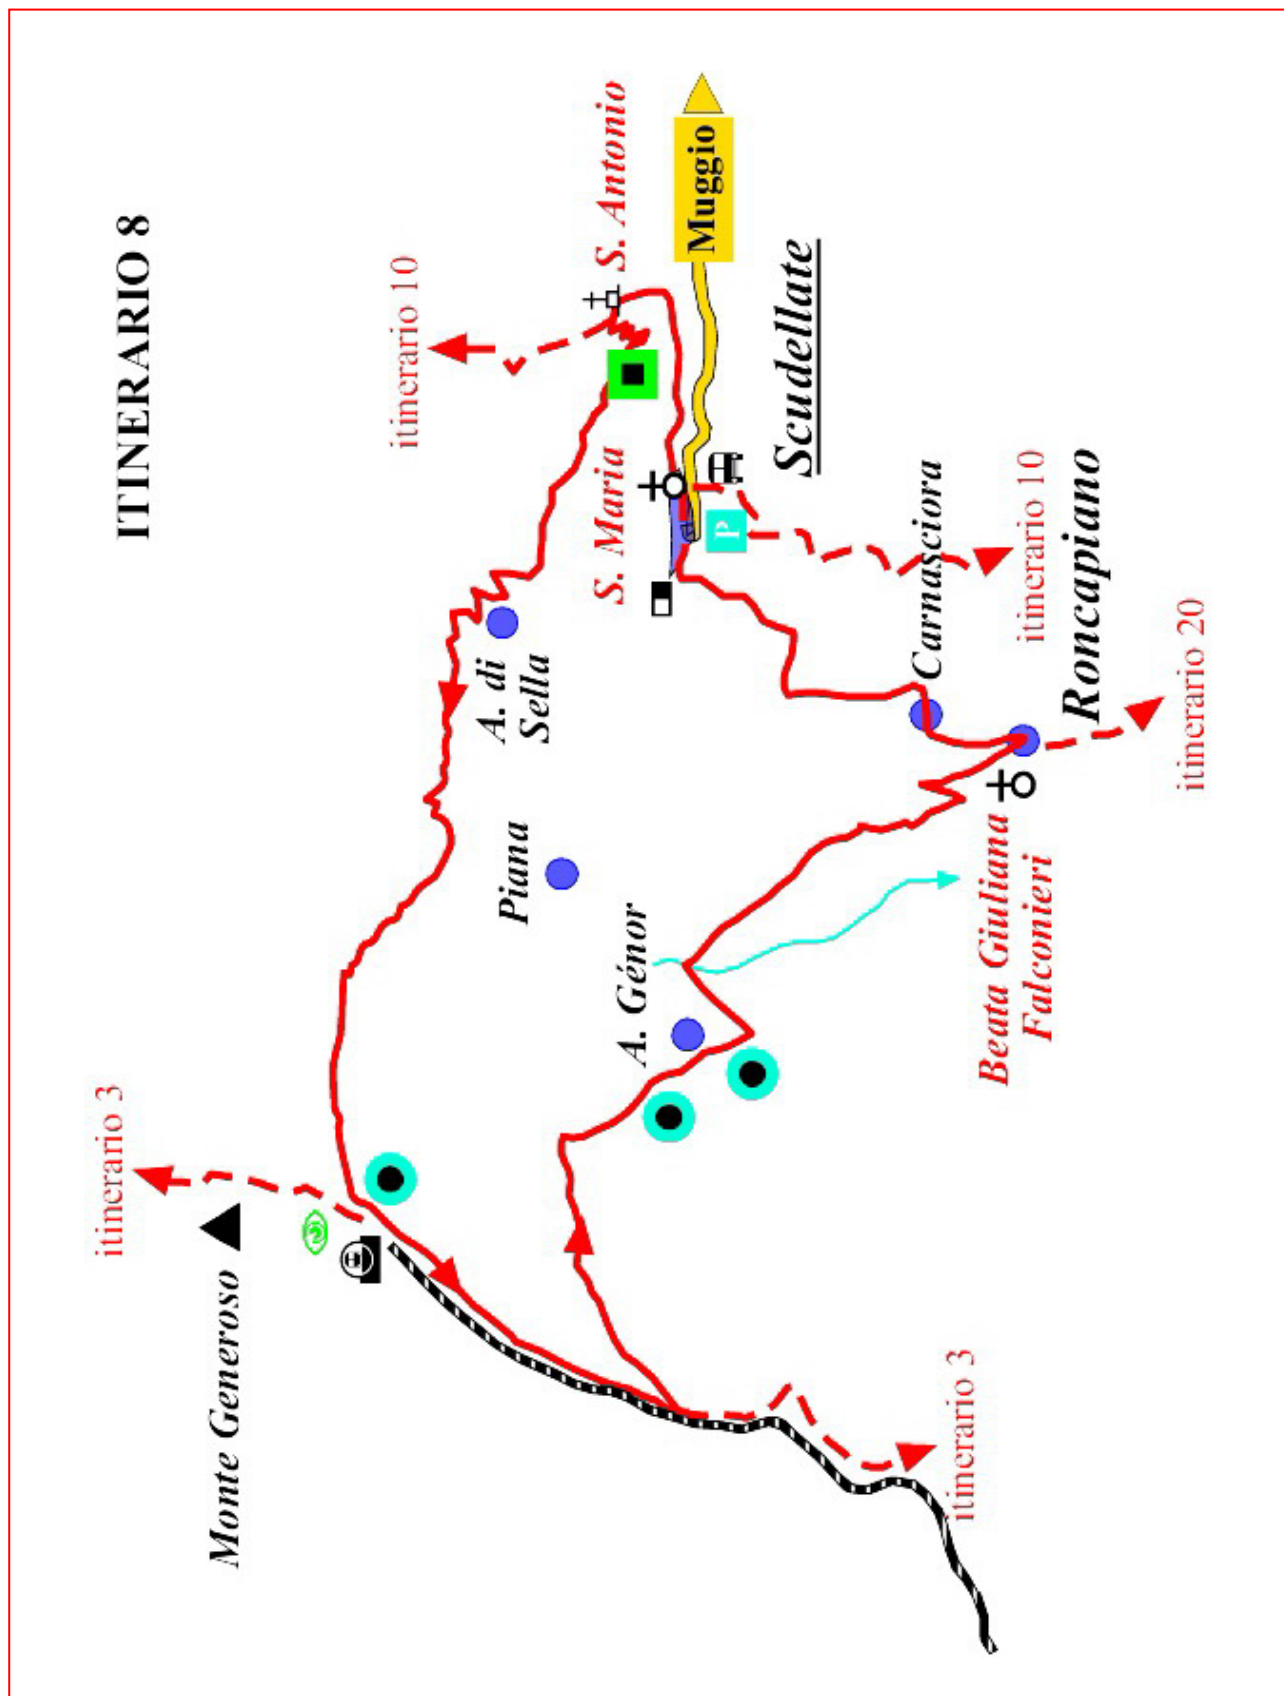 ITINERARIO 8
itinerario 3
itinerario 10
Monte Generoso
S. Antonio
A. di
Sella
Piana
S. Maria
Muggio
A. Génor
P
Scudellate
Carnasciora
Beata Giuliana
Falconieri
itinerario 10
Roncapiano
itinerario 3
itinerario 20